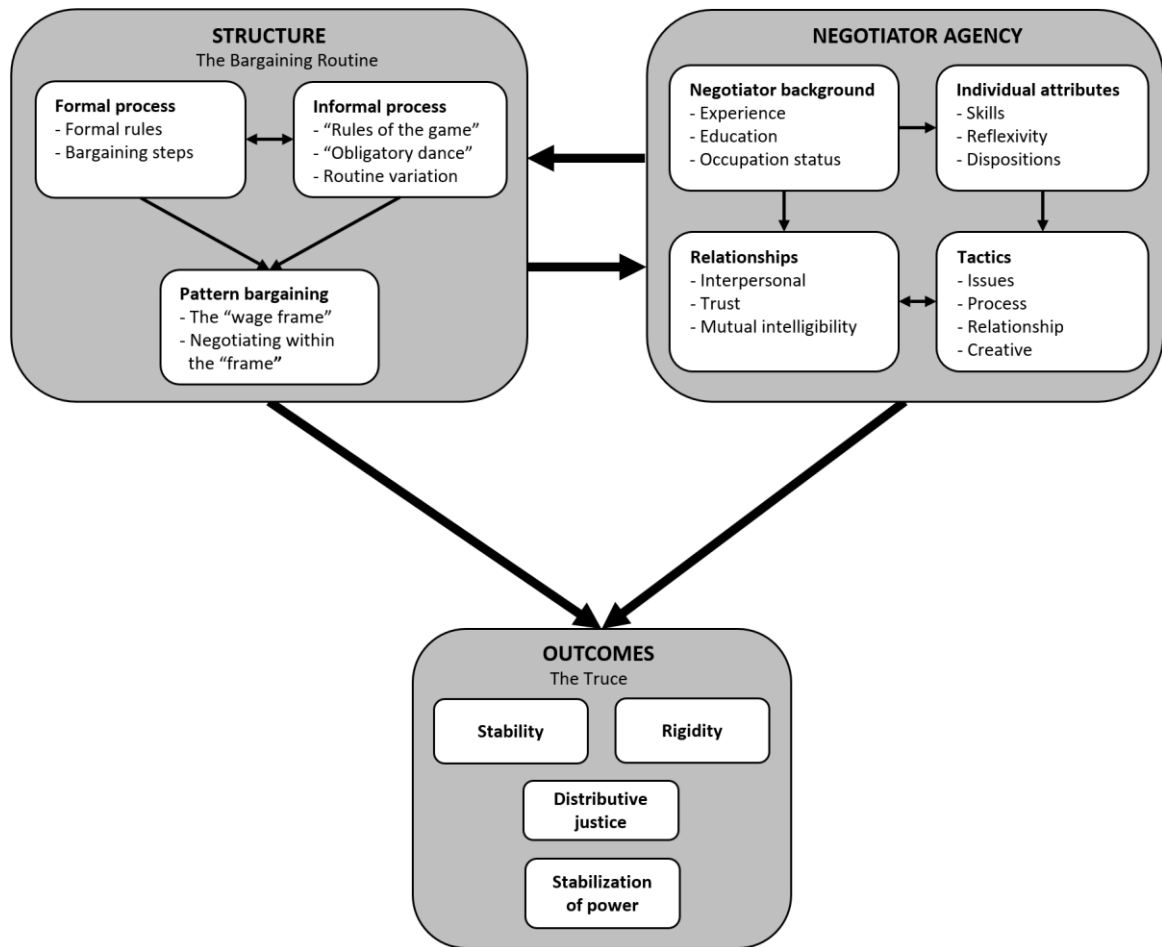 STRUCTURE
The Bargaining Routine
Formal process
- Formal rules
- Bargaining steps
Informal process
- “Rules of the game”
- “Obligatory dance”
- Routine variation
Pattern bargaining
- The “wage frame”
- Negotiating within
the “frame”
NEGOTIATOR AGENCY
Negotiator background
- Experience
- Education
- Occupation status
Individual attributes
- Skills
- Reflexivity
- Dispositions
Relationships
- Interpersonal
- Trust
- Mutual intelligibility
Tactics
- Issues
- Process
- Relationship
- Creative
OUTCOMES
The Truce
Stability
Rigidity
Distributive
justice
Stabilization
of power